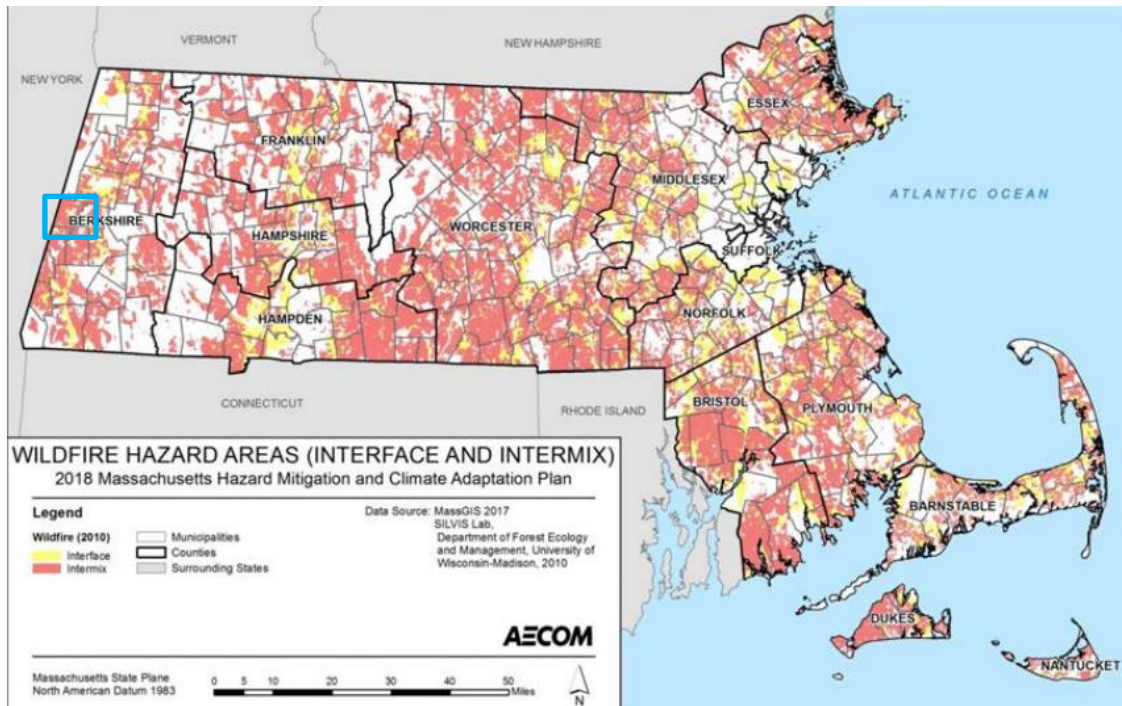 VERMONT
NEW HAMPSHIRE
NEW YORK
ESSEX
FRANKLIN
MIDDLESEX
ATLANTIC OCEAN
BERKSHIRE
HAMPSHIRE
WORCESTER
SUFFOLK
HAMPDEN
NORFOLK
CONNECTICUT
RHODE ISLAND
BRISTOL
PLYMOUTH
BARNSTABLE
DUKES
NANTUCKET
WILDFIRE HAZARD AREAS (INTERFACE AND INTERMIX)
2018 Massachusetts Hazard Mitigation and Climate Adaptation Plan
Legend
Wildfire (2010)
Interface
Intermix
Municipalities
Counties
Surrounding States
Data Source: MassGIS 2017
SILVIS Lab,
Department of Forest Ecology
and Management, University of
Wisconsin-Madison, 2010
AECOM
Massachusetts State Plane
North American Datum 1983
0 5 10 20 30 40 50
Miles
N